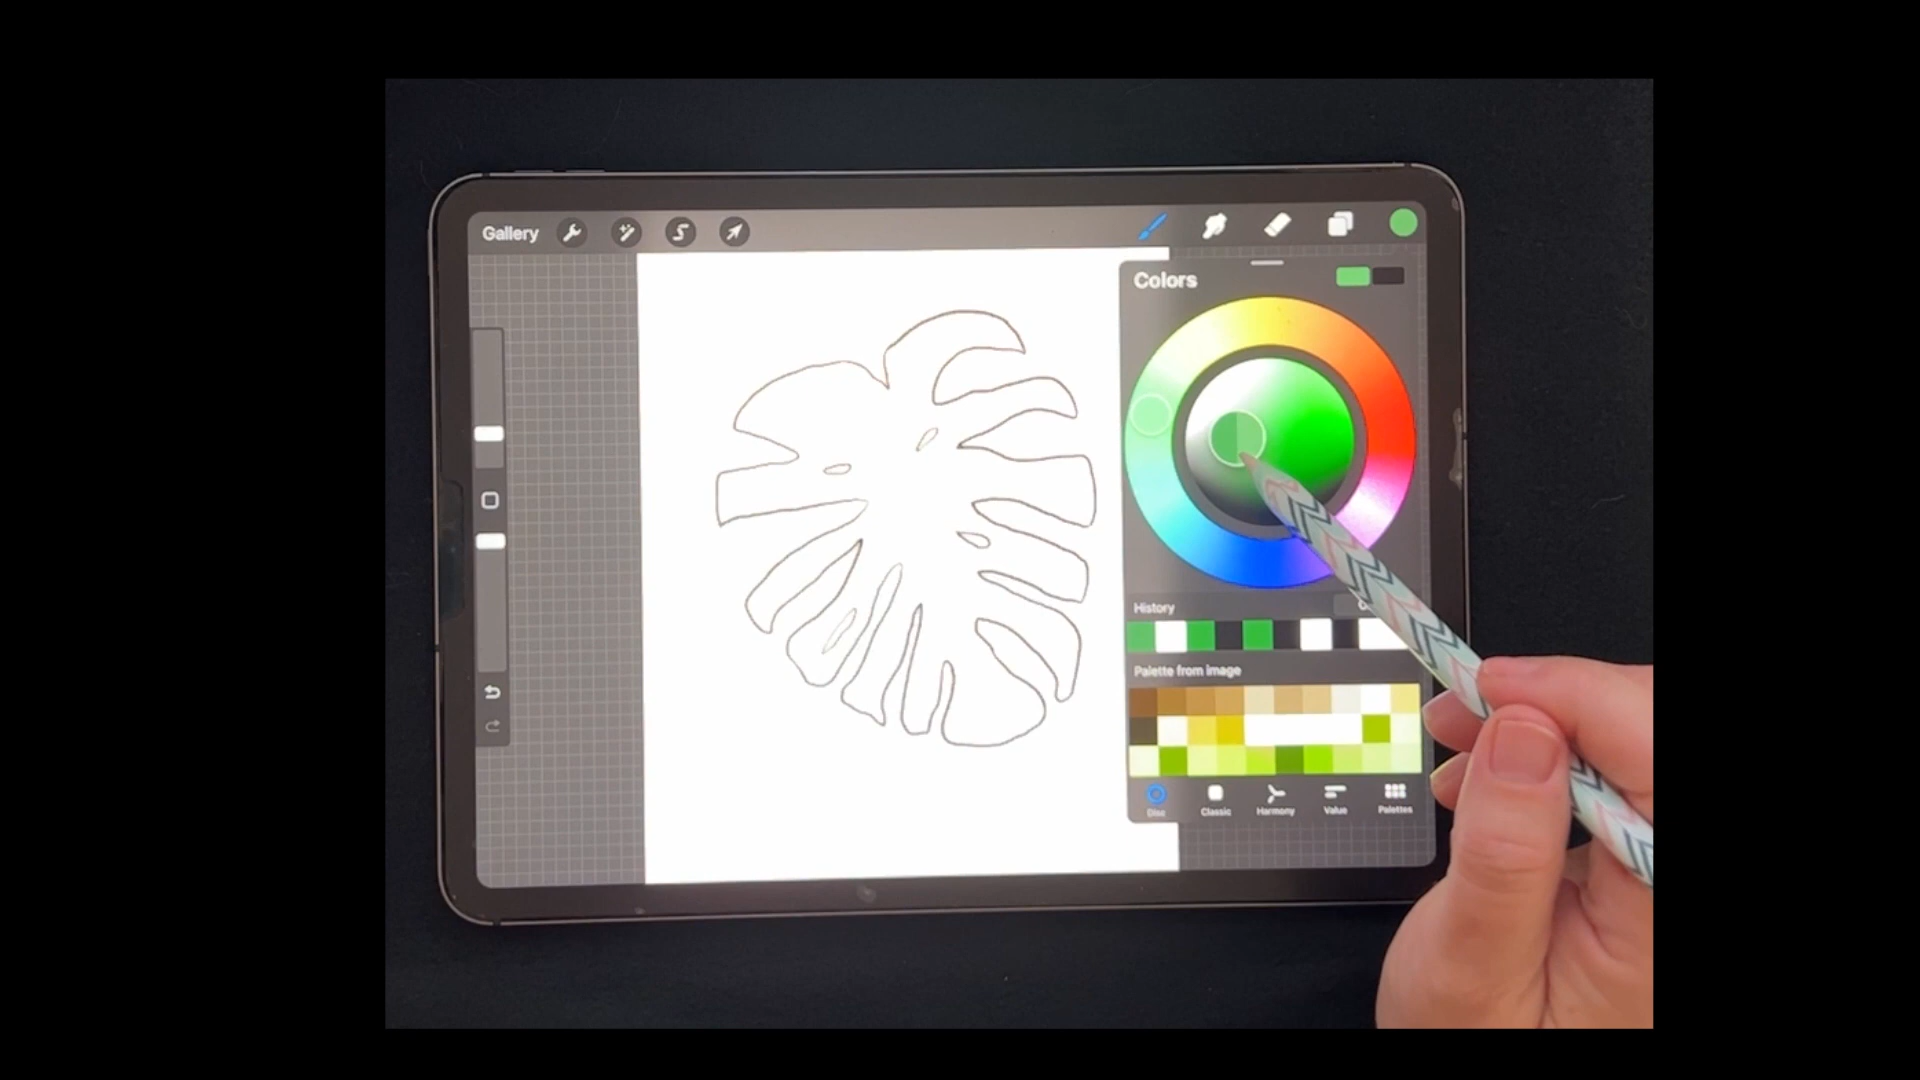 Gallery
Colors
History
Palette from image
Disc Classic Harmony Value Palettes